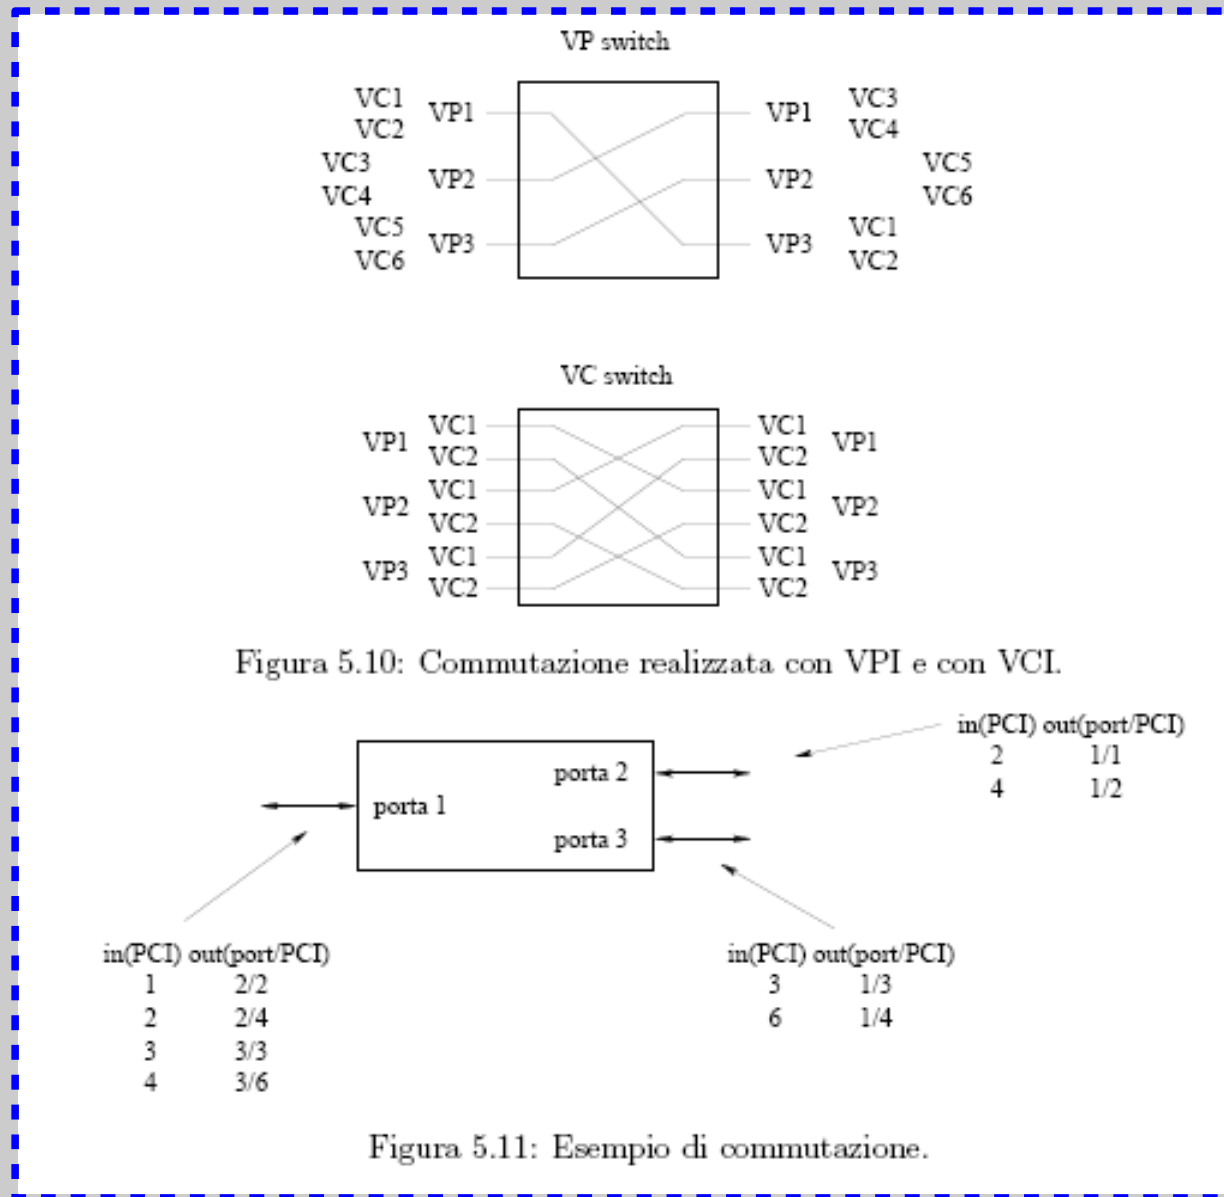 VP switch
VC1
VC2
VP1
VP1
VC3
VC4
VC3
VC4
VP2
VP2
VC5
VC6
VC5
VC6
VP3
VP3
VC1
VC2
VC switch
VP1
VC1
VC2
VC1
VC2
VP1
VP2
VC1
VC2
VC1
VC2
VP2
VP3
VC1
VC2
VC1
VC2
VP3
Figura 5.10: Commutazione realizzata con VPI e con VCI.
in(PCI) out(port/PCI)
2 1/1
4 1/2
porta 2
porta 1
porta 3
in(PCI) out(port/PCI)
1 2/2
2 2/4
3 3/3
4 3/6
in(PCI) out(port/PCI)
3 1/3
6 1/4
Figura 5.11: Esempio di commutazione.